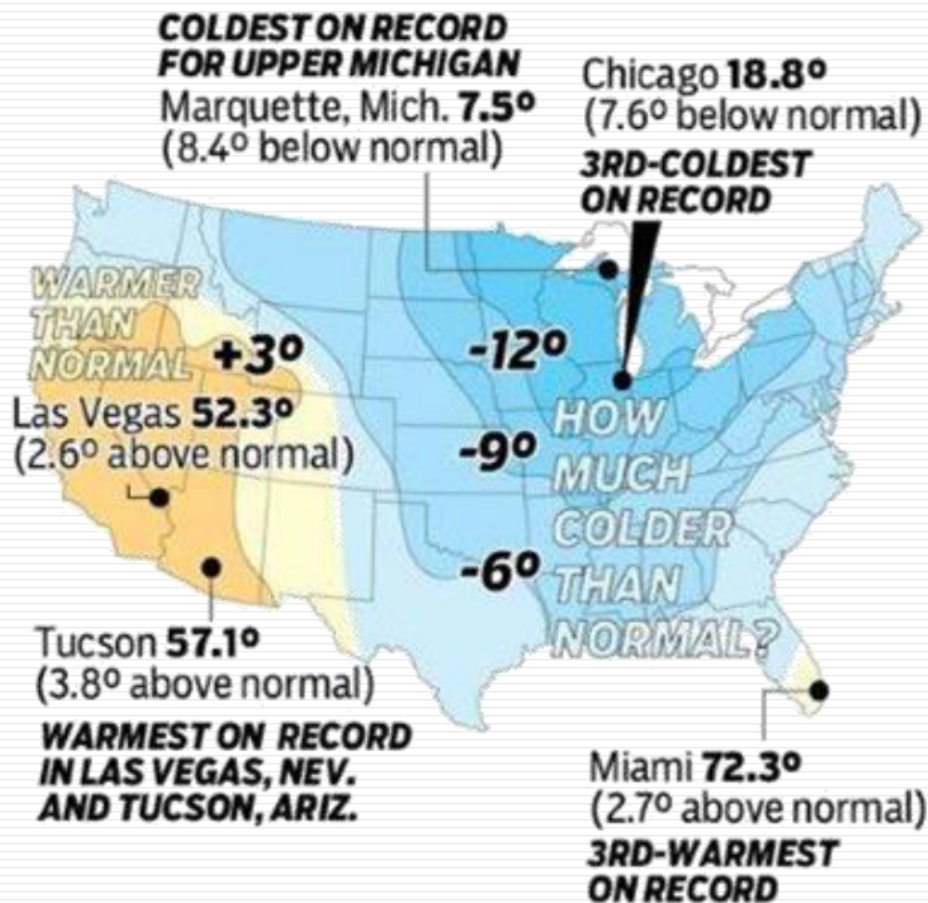 COLDEST ON RECORD
FOR UPPER MICHIGAN
Marquette, Mich. 7.5º
(8.4º below normal)
Chicago 18.8º
(7.6º below normal)
3RD-COLDEST
ON RECORD
WARMER
THAN
NORMAL
+3º
Las Vegas 52.3º
(2.6º above normal)
-12º
-9º
-6º
HOW
MUCH
COLDER
THAN
NORMAL?
Tucson 57.1º
(3.8º above normal)
WARMEST ON RECORD
IN LAS VEGAS, NEV.
AND TUCSON, ARIZ.
Miami 72.3º
(2.7º above normal)
3RD-WARMEST
ON RECORD